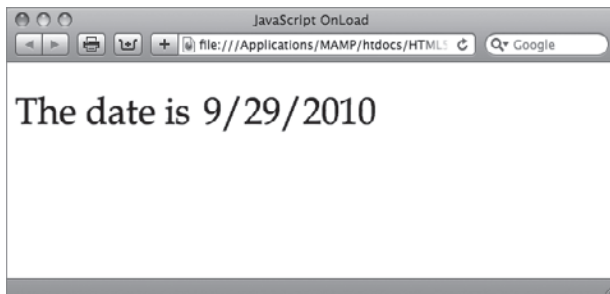 JavaScript OnLoad
file:///Applications/MAMP/htdocs/HTML5
Google
The date is 9/29/2010